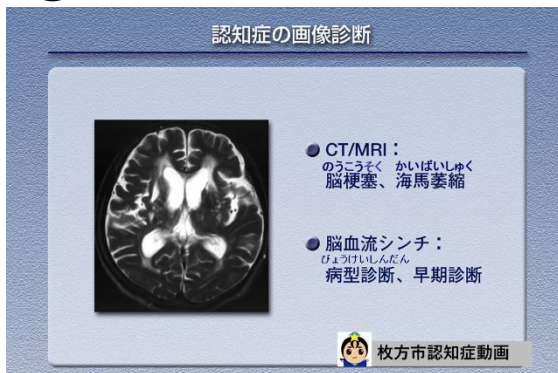 認知症の画像診断
CT/MRI：
のうこうそく かいばいしゅく
脳梗塞、海馬萎縮
脳血流シンチ：
びょうけいしんだん
病型診断、早期診断
枚方市認知症動画